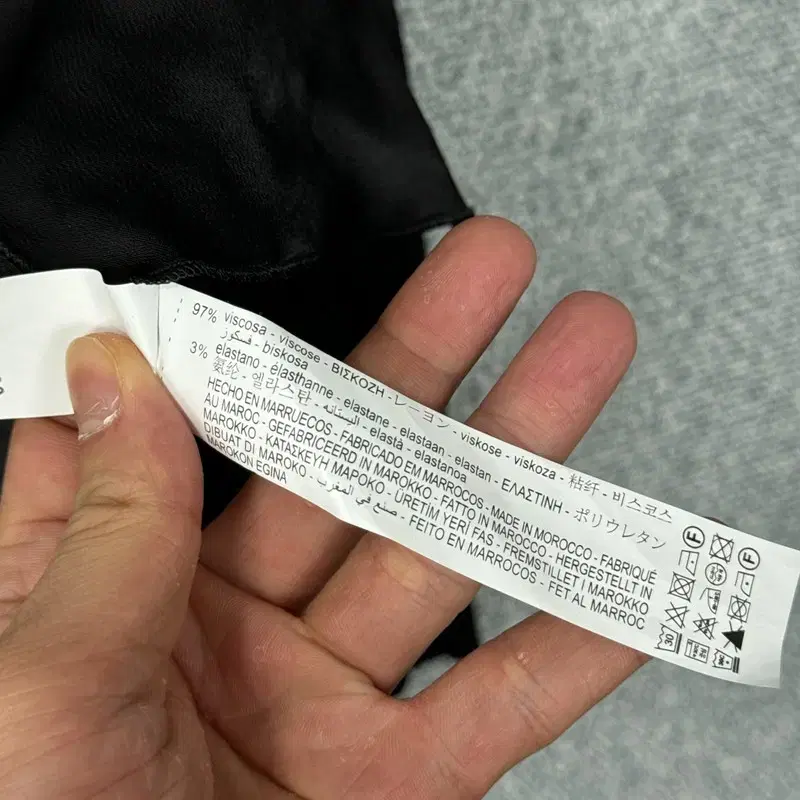 97% viscosa - viscose - ΒΙΣΚΟΖΗ - レーヨン - viskose - viskoza - 粘纤 - 비스코스
فسكوز - biskosa
3% elastano - élasthanne - elastane - elastaan - elastan - ΕΛΑΣΤΙΝΗ - ポリウレタン
氨纶 - 엘라스탄 - الستانه - elastà - elastanoa
HECHO EN MARRUECOS - FABRICADO EM MARROCOS - MADE IN MOROCCO - FABRIQUÉ
AU MAROC - GEFABRICEERD IN MAROKKO - FATTO IN MAROCCO - HERGESTELLT IN
MAROKKO - ΚΑΤΑΣΚΕΥΗ ΜΑΡΟΚΟ - ÜRETİM YERİ FAS - FREMSTILLET I MAROKKO
DIBUAT DI MAROKO - صنع في المغرب - FEITO EN MARROCOS - FET AL MARROC
MAROKON EGINA
F
F
30